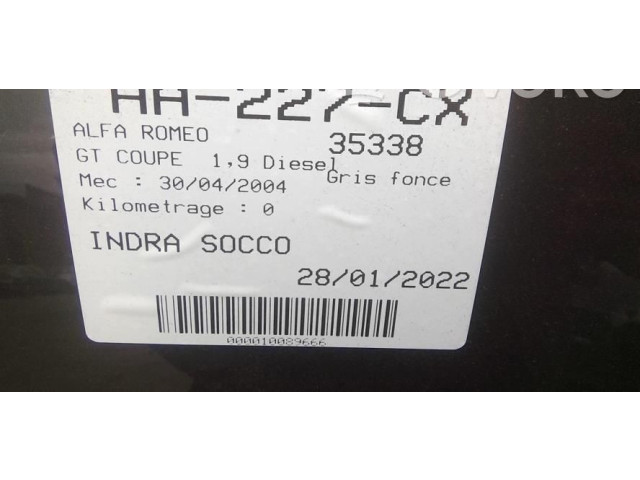 AA-227-CX
ALFA ROMEO 35338
GT COUPE 1,9 Diesel
Mec : 30/04/2004 Gris fonce
Kilometrage : 0
INDRA SOCCO
28/01/2022
000010089666